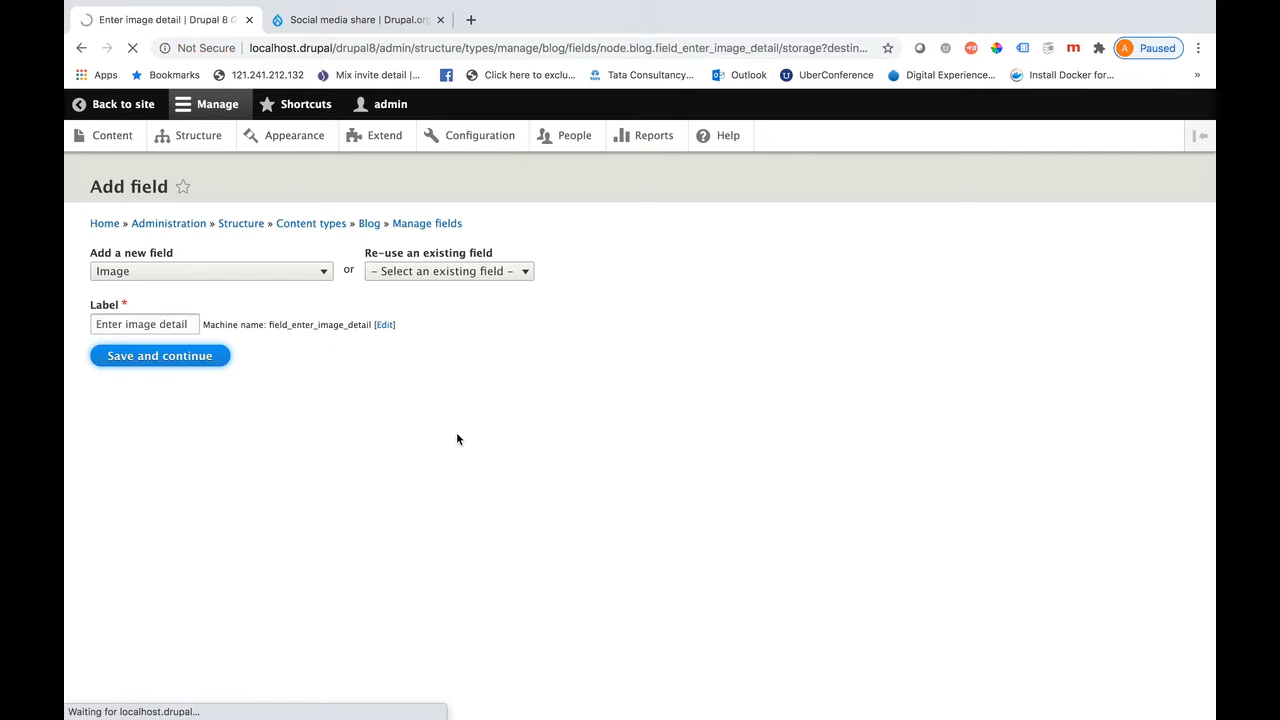 Enter image detail | Drupal 8 G
Social media share | Drupal.org
Not Secure
localhost.drupal/drupal8/admin/structure/types/manage/blog/fields/node.blog.field_enter_image_detail/storage?destin...
A Paused
Apps
Bookmarks
121.241.212.132
Mix invite detail |...
Click here to exclu...
Tata Consultancy...
Outlook
UberConference
Digital Experience...
Install Docker for...
»
Back to site
Manage
Shortcuts
admin
Content
Structure
Appearance
Extend
Configuration
People
Reports
Help
Add field
Home » Administration » Structure » Content types » Blog » Manage fields
Add a new field
Re-use an existing field
Image
or
- Select an existing field -
Label *
Enter image detail
Machine name: field_enter_image_detail [Edit]
Save and continue
Waiting for localhost.drupal...